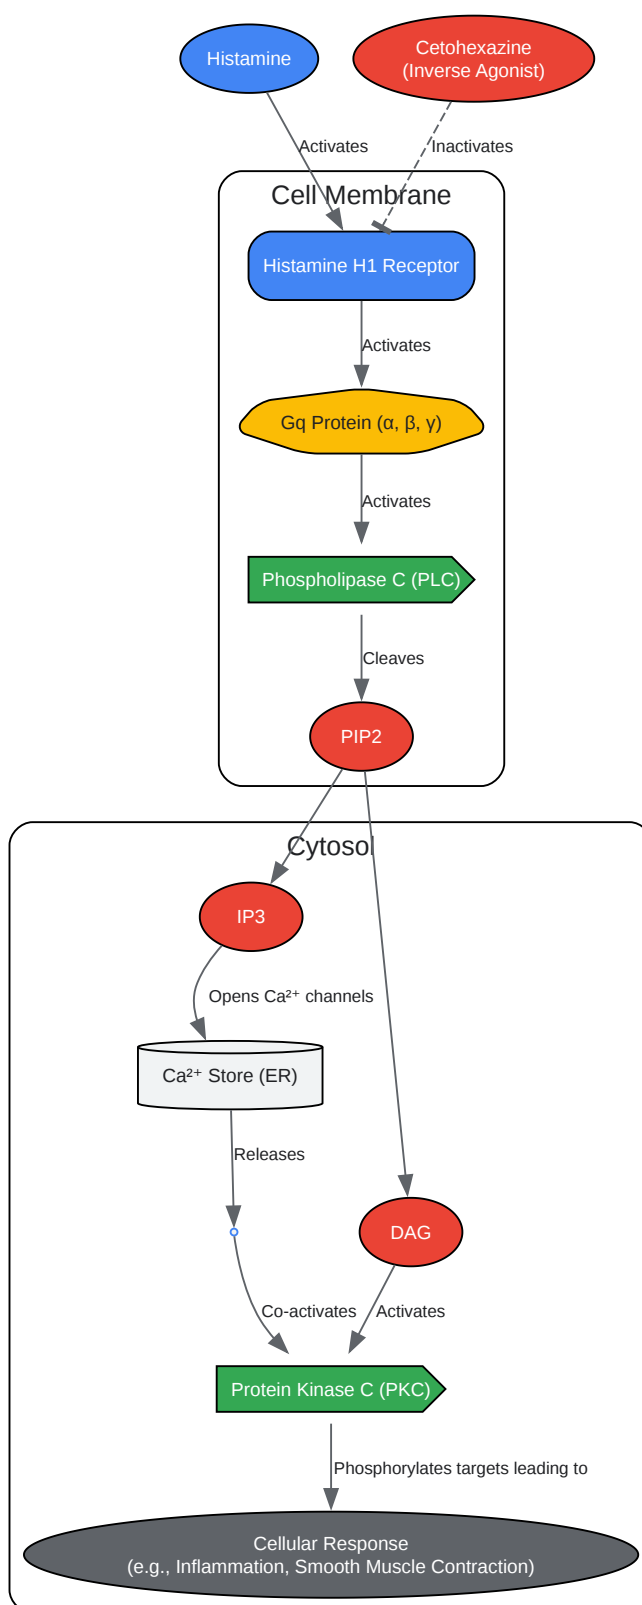 Histamine
Cetohexazine
(Inverse Agonist)
Activates
Inactivates
Cell Membrane
Histamine H1 Receptor
Activates
Gq Protein (α, β, γ)
Activates
Phospholipase C (PLC)
Cleaves
PIP2
Cytosol
IP3
Opens Ca²⁺ channels
Ca²⁺ Store (ER)
Releases
DAG
Co-activates
Activates
Protein Kinase C (PKC)
Phosphorylates targets leading to
Cellular Response
(e.g., Inflammation, Smooth Muscle Contraction)